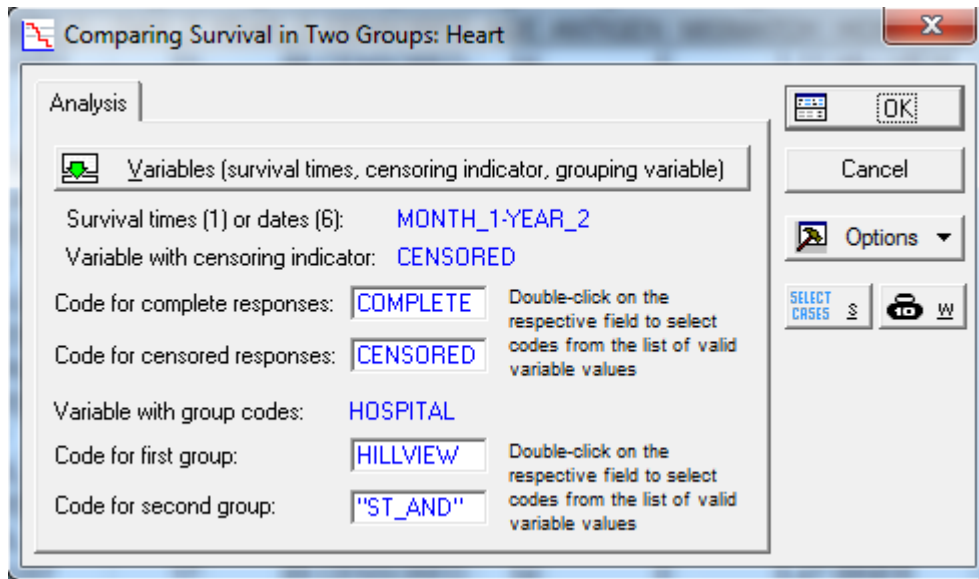 Comparing Survival in Two Groups: Heart
Analysis
OK
Variables (survival times, censoring indicator, grouping variable)
Cancel
Survival times (1) or dates (6): MONTH_1-YEAR_2
Options
Variable with censoring indicator: CENSORED
Code for complete responses: COMPLETE
Double-click on the
respective field to select
codes from the list of valid
variable values
SELECT
CASES S W
Code for censored responses: CENSORED
Variable with group codes: HOSPITAL
Code for first group: HILLVIEW
Double-click on the
respective field to select
codes from the list of valid
variable values
Code for second group: "ST_AND"